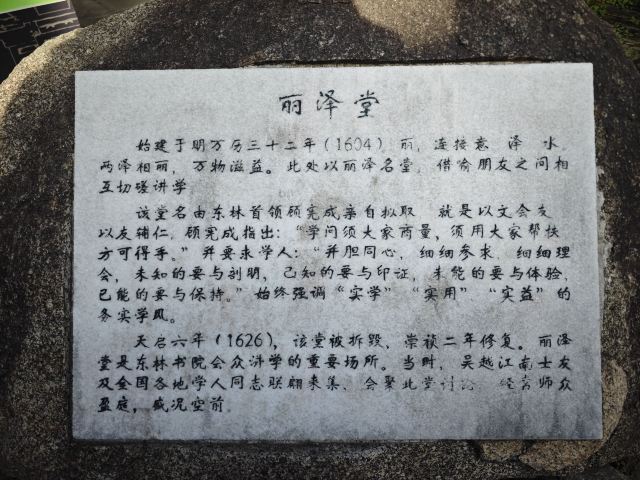 丽泽堂
始建于明万历三十二年（1604）丽，连接意 泽 水
两泽相丽，万物滋益。此处以丽泽名堂，借喻朋友之间相
互切磋讲学
该堂名由东林首领顾宪成亲自拟取 就是以文会友
以友辅仁。顾宪成指出：“学问须大家商量，须用大家帮扶
方可得手。”并要求学人：“并胆同心，细细参求 细细理
会，未知的要与剖明，已知的要与印证，未能的要与体验，
已能的要与保持。”始终强调“实学” “实用” “实益”的
务实学风。
天启六年（1626），该堂被拆毁，崇祯二年修复。丽泽
堂是东林书院会众讲学的重要场所。当时，吴越江南士友
及全国各地学人同志联翩来集，会聚此堂讨论 经言师众
盈庭，盛况空前